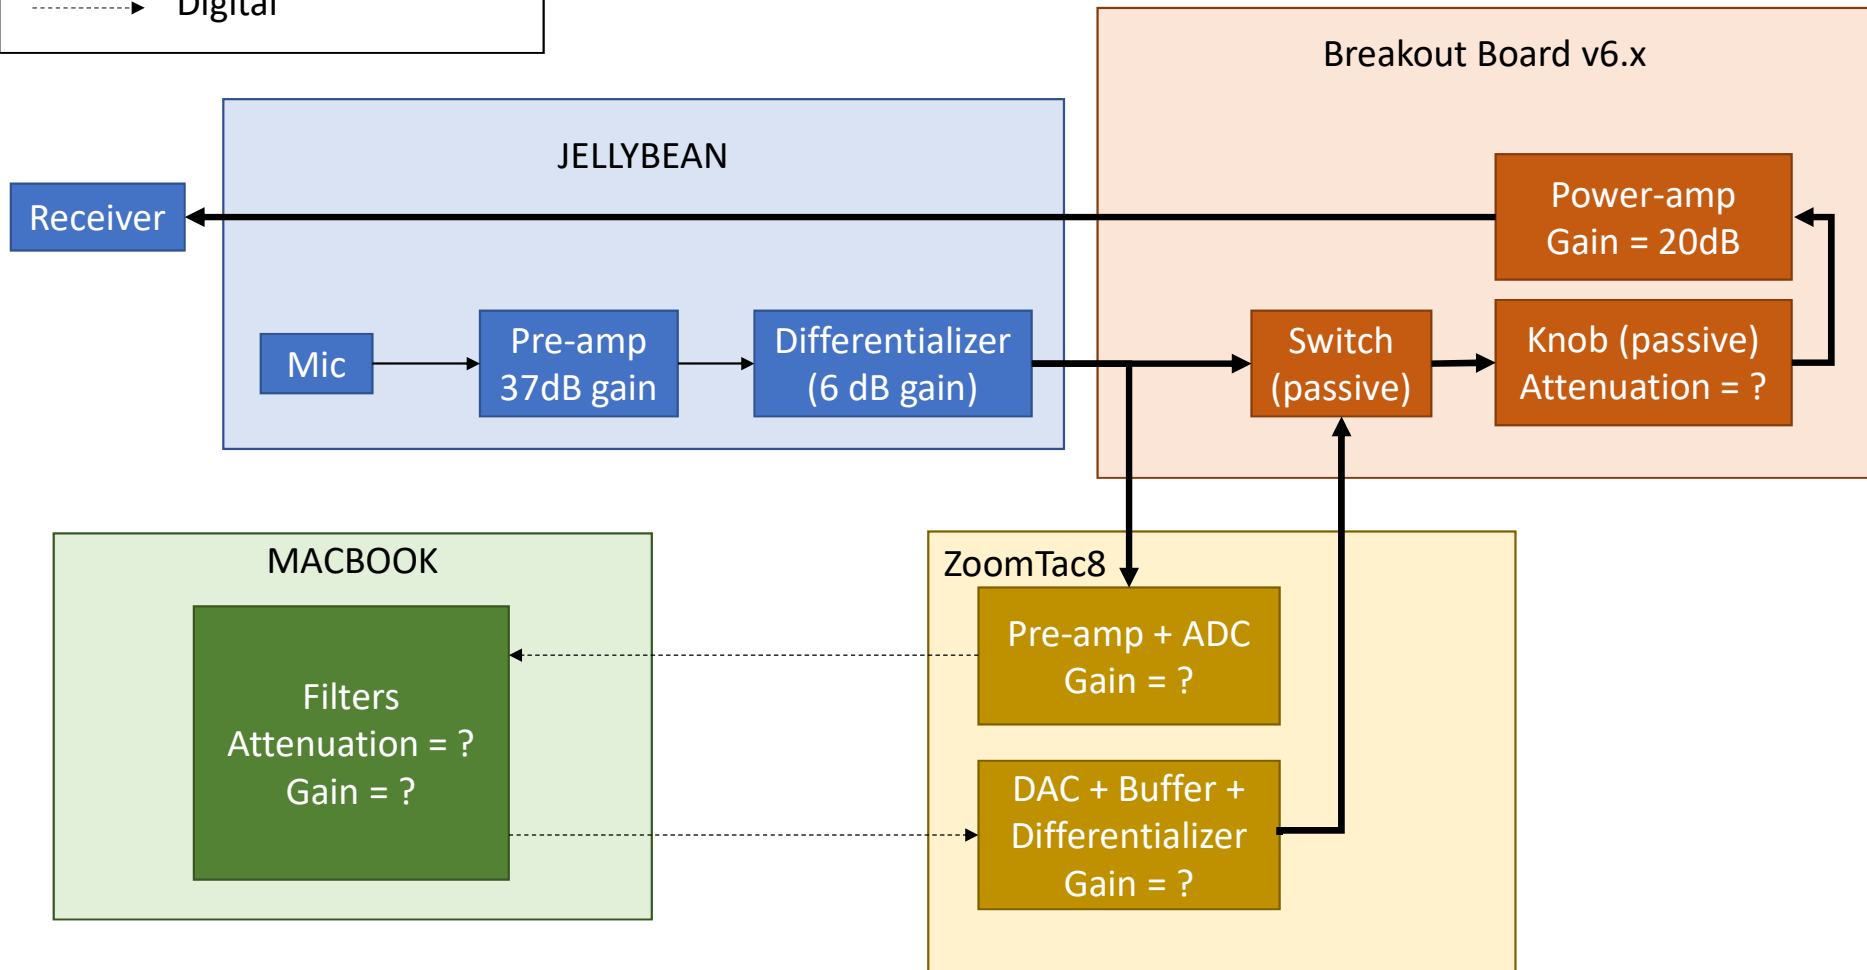 Digital
Breakout Board v6.x
JELLYBEAN
Receiver
Power-amp
Gain = 20dB
Mic
Pre-amp
37dB gain
Differentializer
(6 dB gain)
Switch
(passive)
Knob (passive)
Attenuation = ?
MACBOOK
ZoomTac8
Filters
Attenuation = ?
Gain = ?
Pre-amp + ADC
Gain = ?
DAC + Buffer +
Differentializer
Gain = ?